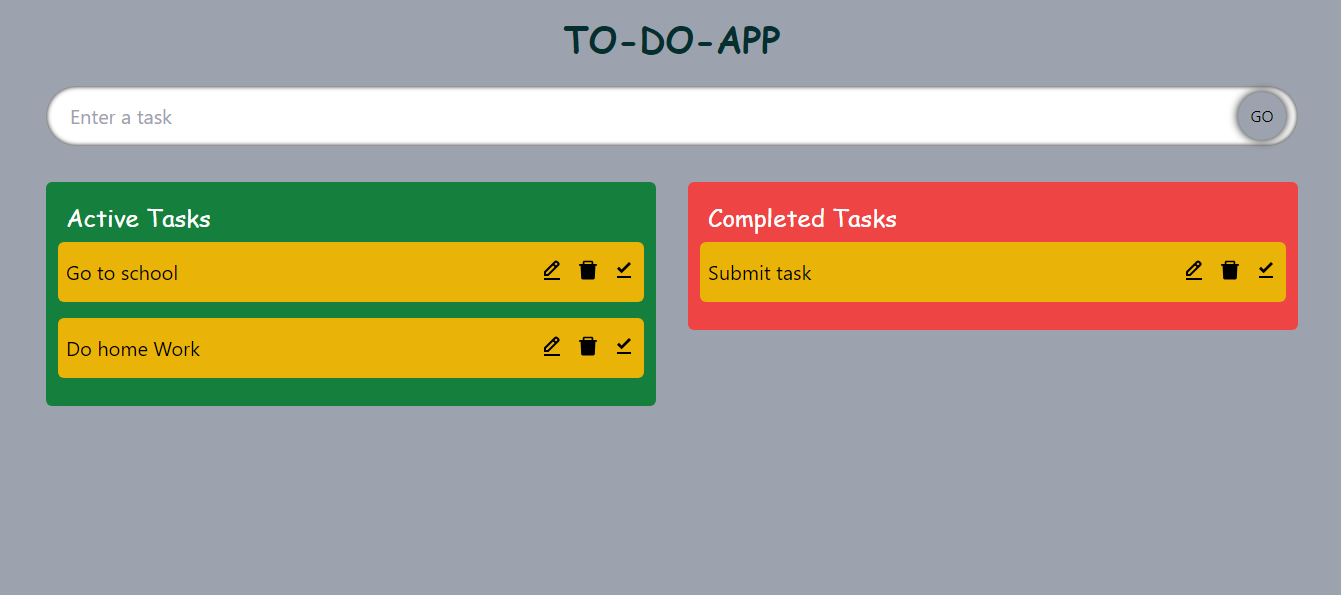 TO-DO-APP
Enter a task
GO
Active Tasks
Go to school
Do home Work
Completed Tasks
Submit task